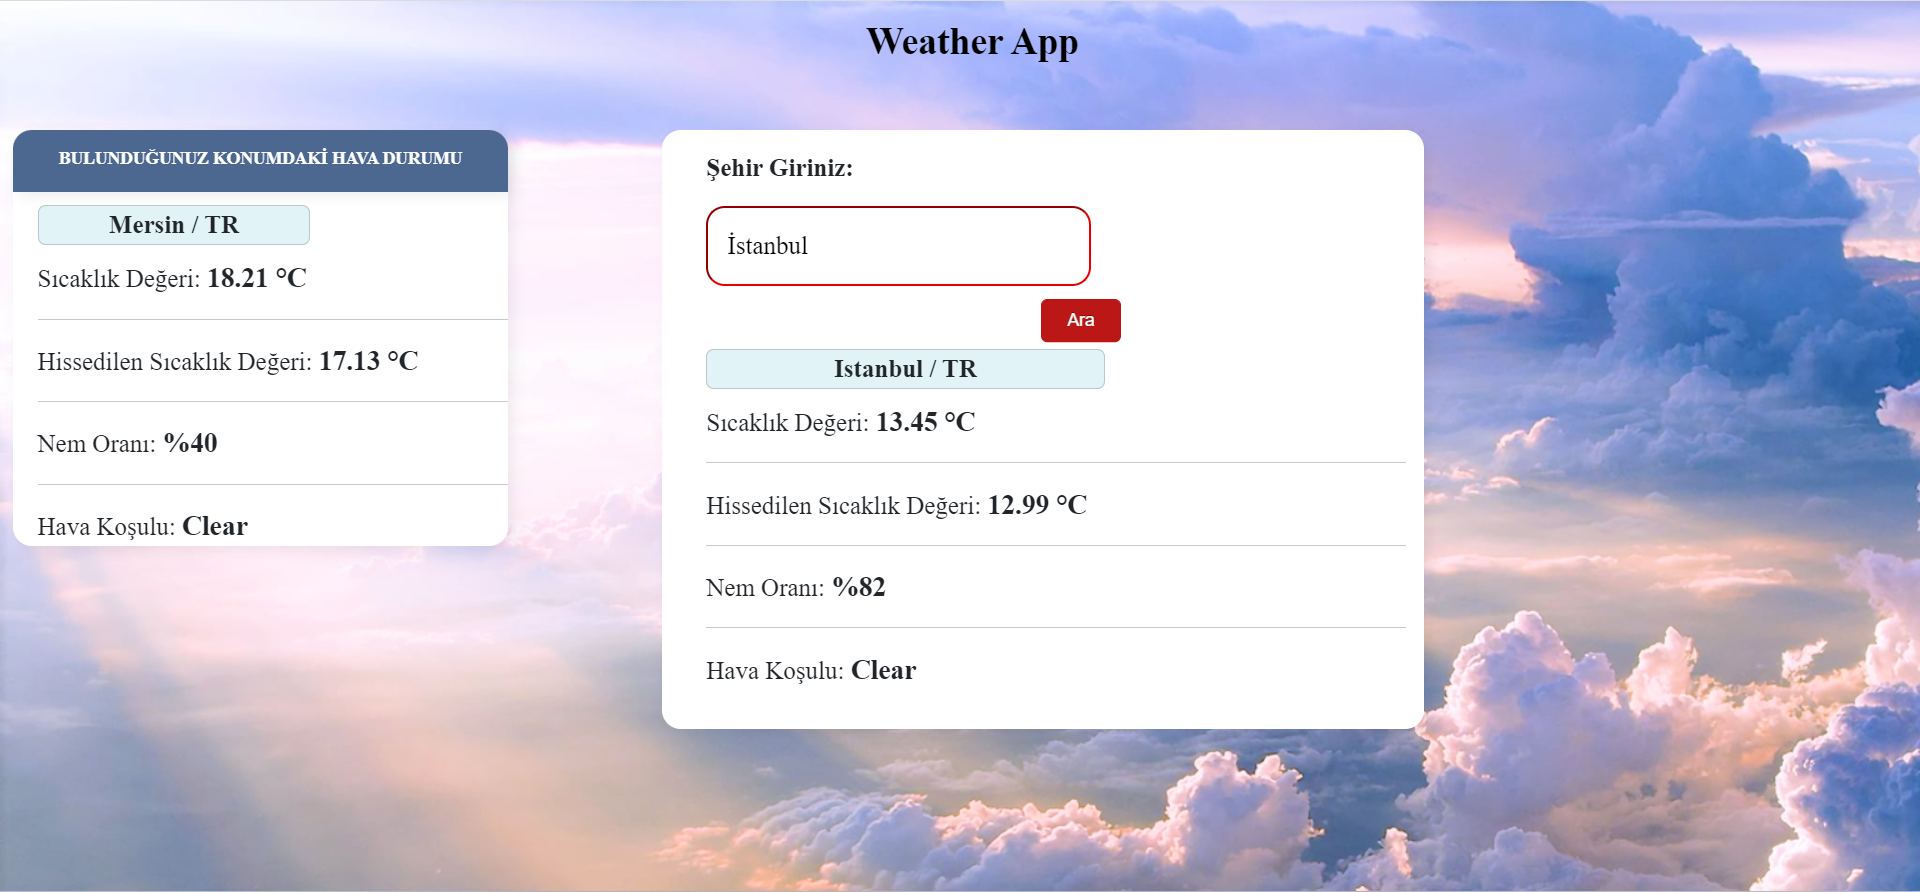 Weather App
BULUNDUĞUNUZ KONUMDAKİ HAVA DURUMU
Mersin / TR
Sıcaklık Değeri: 18.21 °C
Hissedilen Sıcaklık Değeri: 17.13 °C
Nem Oranı: %40
Hava Koşulu: Clear
Şehir Giriniz:
İstanbul
Ara
Istanbul / TR
Sıcaklık Değeri: 13.45 °C
Hissedilen Sıcaklık Değeri: 12.99 °C
Nem Oranı: %82
Hava Koşulu: Clear